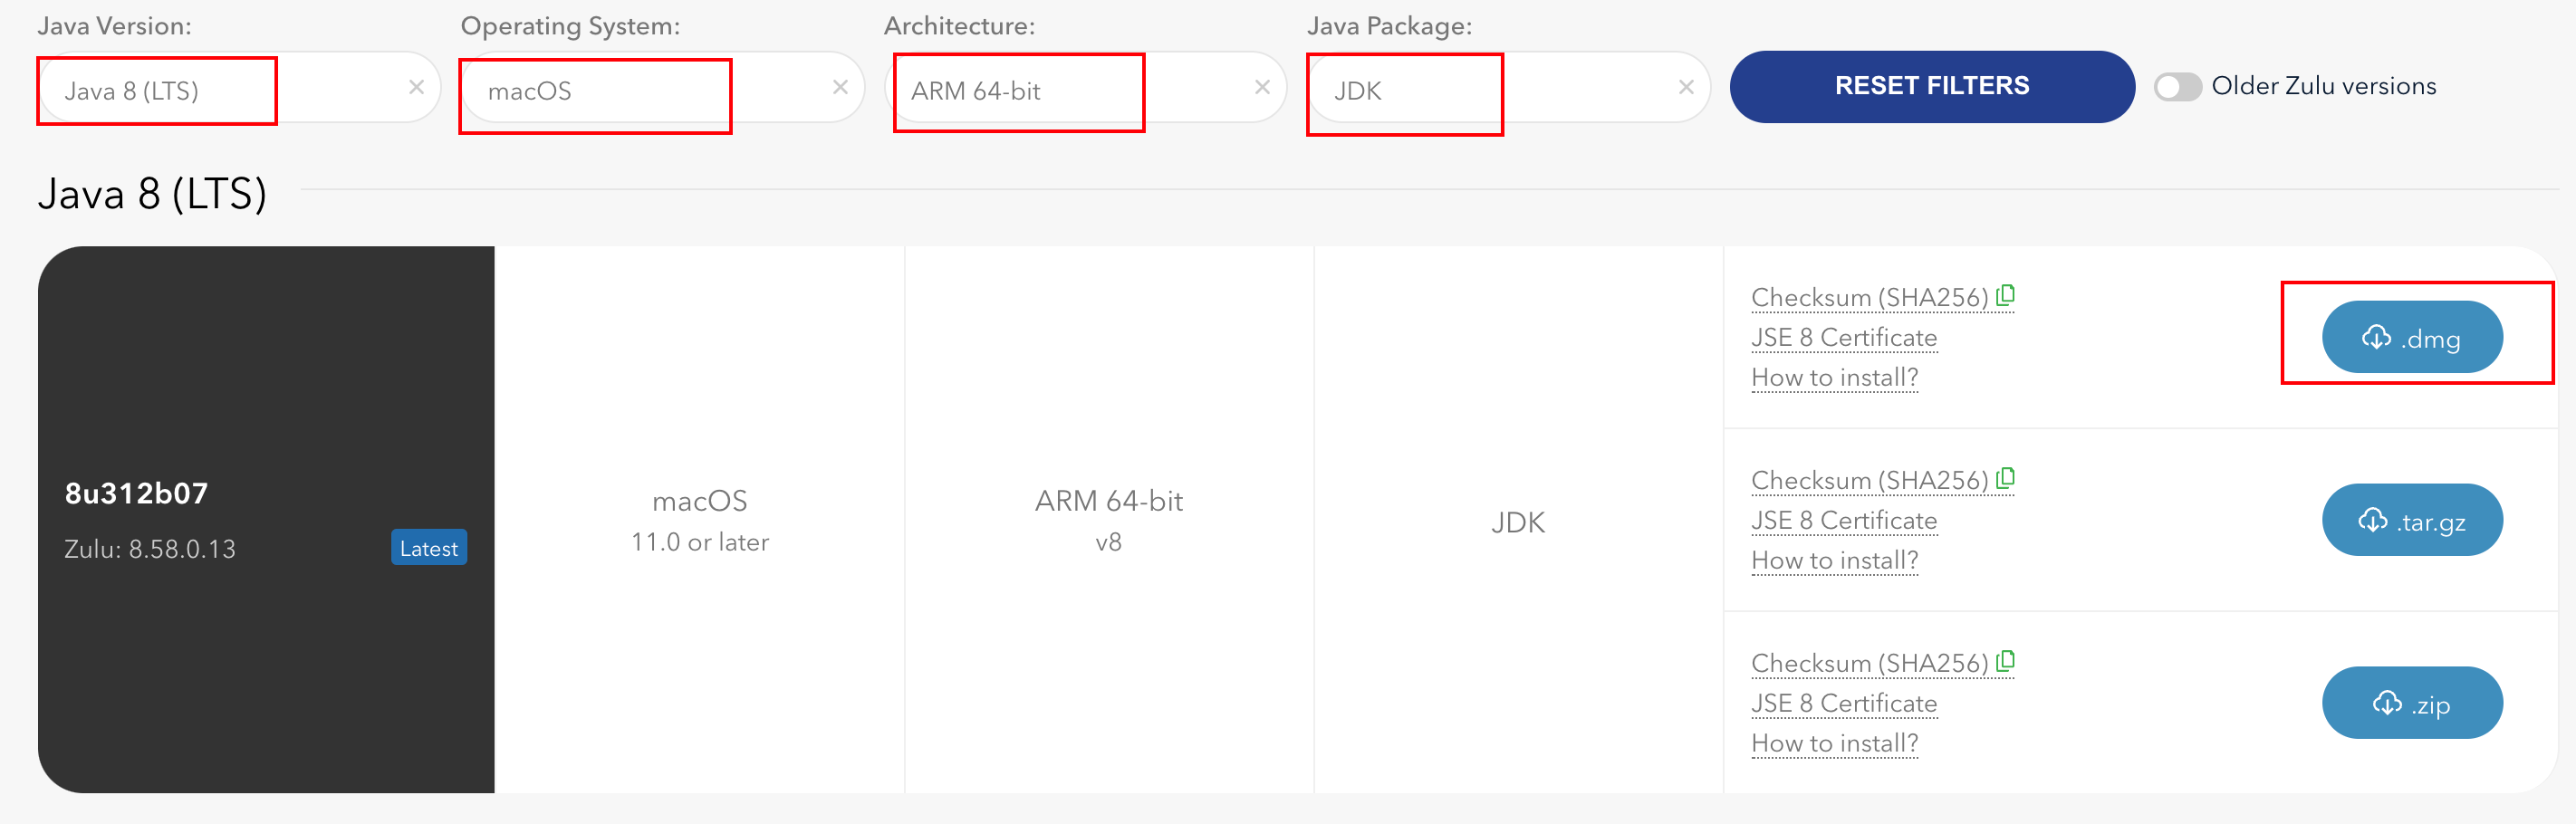 Java Version:
Operating System:
Architecture:
Java Package:
Java 8 (LTS)
macOS
ARM 64-bit
JDK
RESET FILTERS
Older Zulu versions
Java 8 (LTS)
8u312b07
Zulu: 8.58.0.13
Latest
macOS
11.0 or later
ARM 64-bit
v8
JDK
Checksum (SHA256)
JSE 8 Certificate
How to install?
.dmg
Checksum (SHA256)
JSE 8 Certificate
How to install?
.tar.gz
Checksum (SHA256)
JSE 8 Certificate
How to install?
.zip